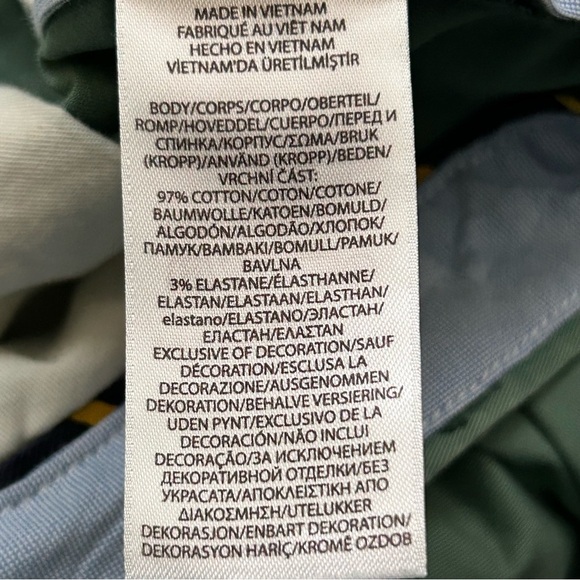 MADE IN VIETNAM
FABRIQUÉ AU VIÊT NAM
HECHO EN VIETNAM
VİETNAM'DA ÜRETİLMİŞTİR
BODY/CORPS/CORPO/OBERTEIL/
ROMP/HOVEDDEL/CUERPO/ПЕРЕД И
СПИНКА/КОРПУС/ΣΩΜΑ/BRUK
(KROPP)/ANVÄND (KROPP)/BEDEN/
VRCHNÍ ČÁST:
97% COTTON/COTON/COTONE/
BAUMWOLLE/KATOEN/BOMULD/
ALGODÓN/ALGODÃO/ХЛОПОК/
ПАМУК/ΒΑΜΒΑΚΙ/BOMULL/PAMUK/
BAVLNA
3% ELASTANE/ÉLASTHANNE/
ELASTAN/ELASTAAN/ELASTHAN/
elastano/ELASTANO/ЭЛАСТАН/
ЕЛАСТАН/ΕΛΑΣΤΑΝ
EXCLUSIVE OF DECORATION/SAUF
DÉCORATION/ESCLUSA LA
DECORAZIONE/AUSGENOMMEN
DEKORATION/BEHALVE VERSIERING/
UDEN PYNT/EXCLUSIVO DE LA
DECORACIÓN/NÃO INCLUI
DECORAÇÃO/ЗА ИСКЛЮЧЕНИЕМ
ДЕКОРАТИВНОЙ ОТДЕЛКИ/БЕЗ
УКРАСАТА/ΑΠΟΚΛΕΙΣΤΙΚΗ ΑΠΟ
ΔΙΑΚΟΣΜΗΣΗ/UTELUKKER
DEKORASJON/ENBART DEKORATION/
DEKORASYON HARİÇ/KROMĚ OZDOB